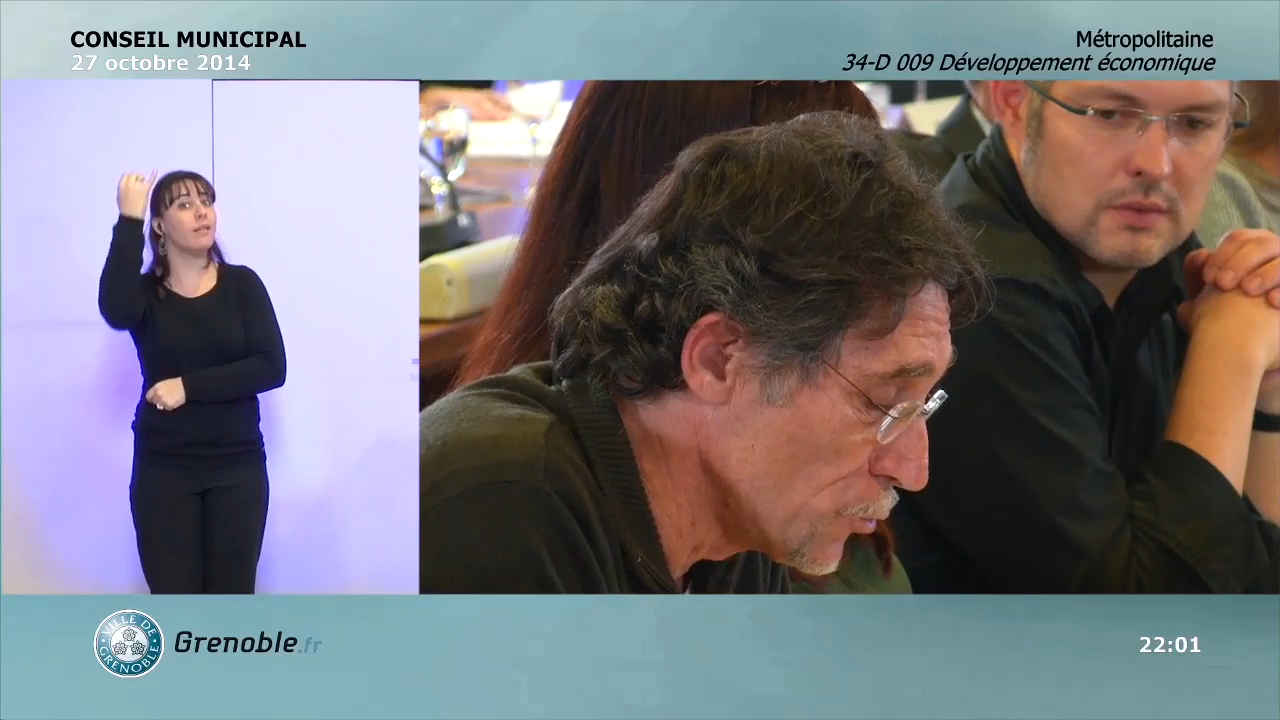 CONSEIL MUNICIPAL
27 octobre 2014
Métropolitaine
34-D 009 Développement économique
VILLE DE GRENOBLE
Grenoble.fr
22:01